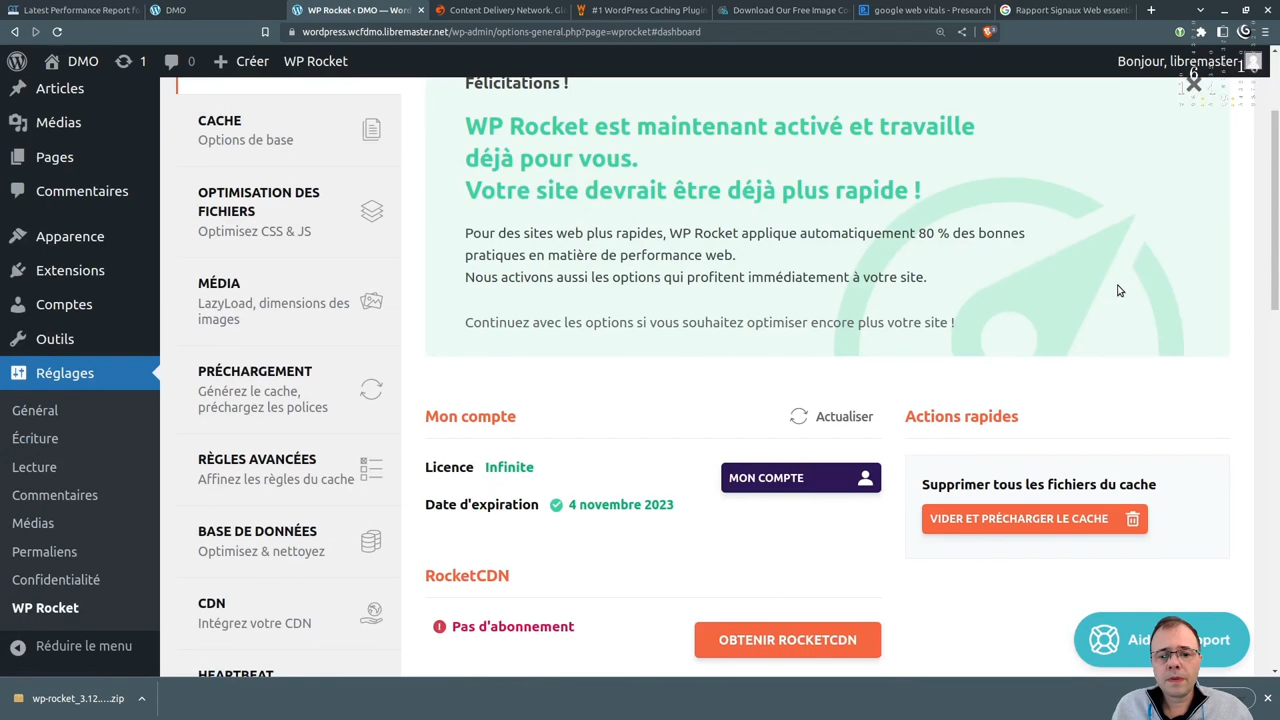 Latest Performance Report fo
DMO
WP Rocket ‹ DMO — Wor
Content Delivery Network. Gl
#1 WordPress Caching Plugin
Download Our Free Image Co
google web vitals - Presearch
Rapport Signaux Web essenti
wordpress.wcfdmo.libremaster.net/wp-admin/options-general.php?page=wprocket#dashboard
DMO
1
0
Créer
WP Rocket
Bonjour, libremaster
Articles
Médias
Pages
Commentaires
Apparence
Extensions
Comptes
Outils
Réglages
Général
Écriture
Lecture
Commentaires
Médias
Permaliens
Confidentialité
WP Rocket
Réduire le menu
CACHE
Options de base
OPTIMISATION DES
FICHIERS
Optimisez CSS & JS
MÉDIA
LazyLoad, dimensions des
images
PRÉCHARGEMENT
Générez le cache,
préchargez les polices
RÈGLES AVANCÉES
Affinez les règles du cache
BASE DE DONNÉES
Optimisez & nettoyez
CDN
Intégrez votre CDN
HEARTBEAT
Félicitations !
WP Rocket est maintenant activé et travaille
déjà pour vous.
Votre site devrait être déjà plus rapide !
Pour des sites web plus rapides, WP Rocket applique automatiquement 80 % des bonnes
pratiques en matière de performance web.
Nous activons aussi les options qui profitent immédiatement à votre site.
Continuez avec les options si vous souhaitez optimiser encore plus votre site !
Mon compte
Actualiser
Licence Infinite
MON COMPTE
Date d'expiration 4 novembre 2023
RocketCDN
Pas d'abonnement
OBTENIR ROCKETCDN
Actions rapides
Supprimer tous les fichiers du cache
VIDER ET PRÉCHARGER LE CACHE
wp-rocket_3.12....zip